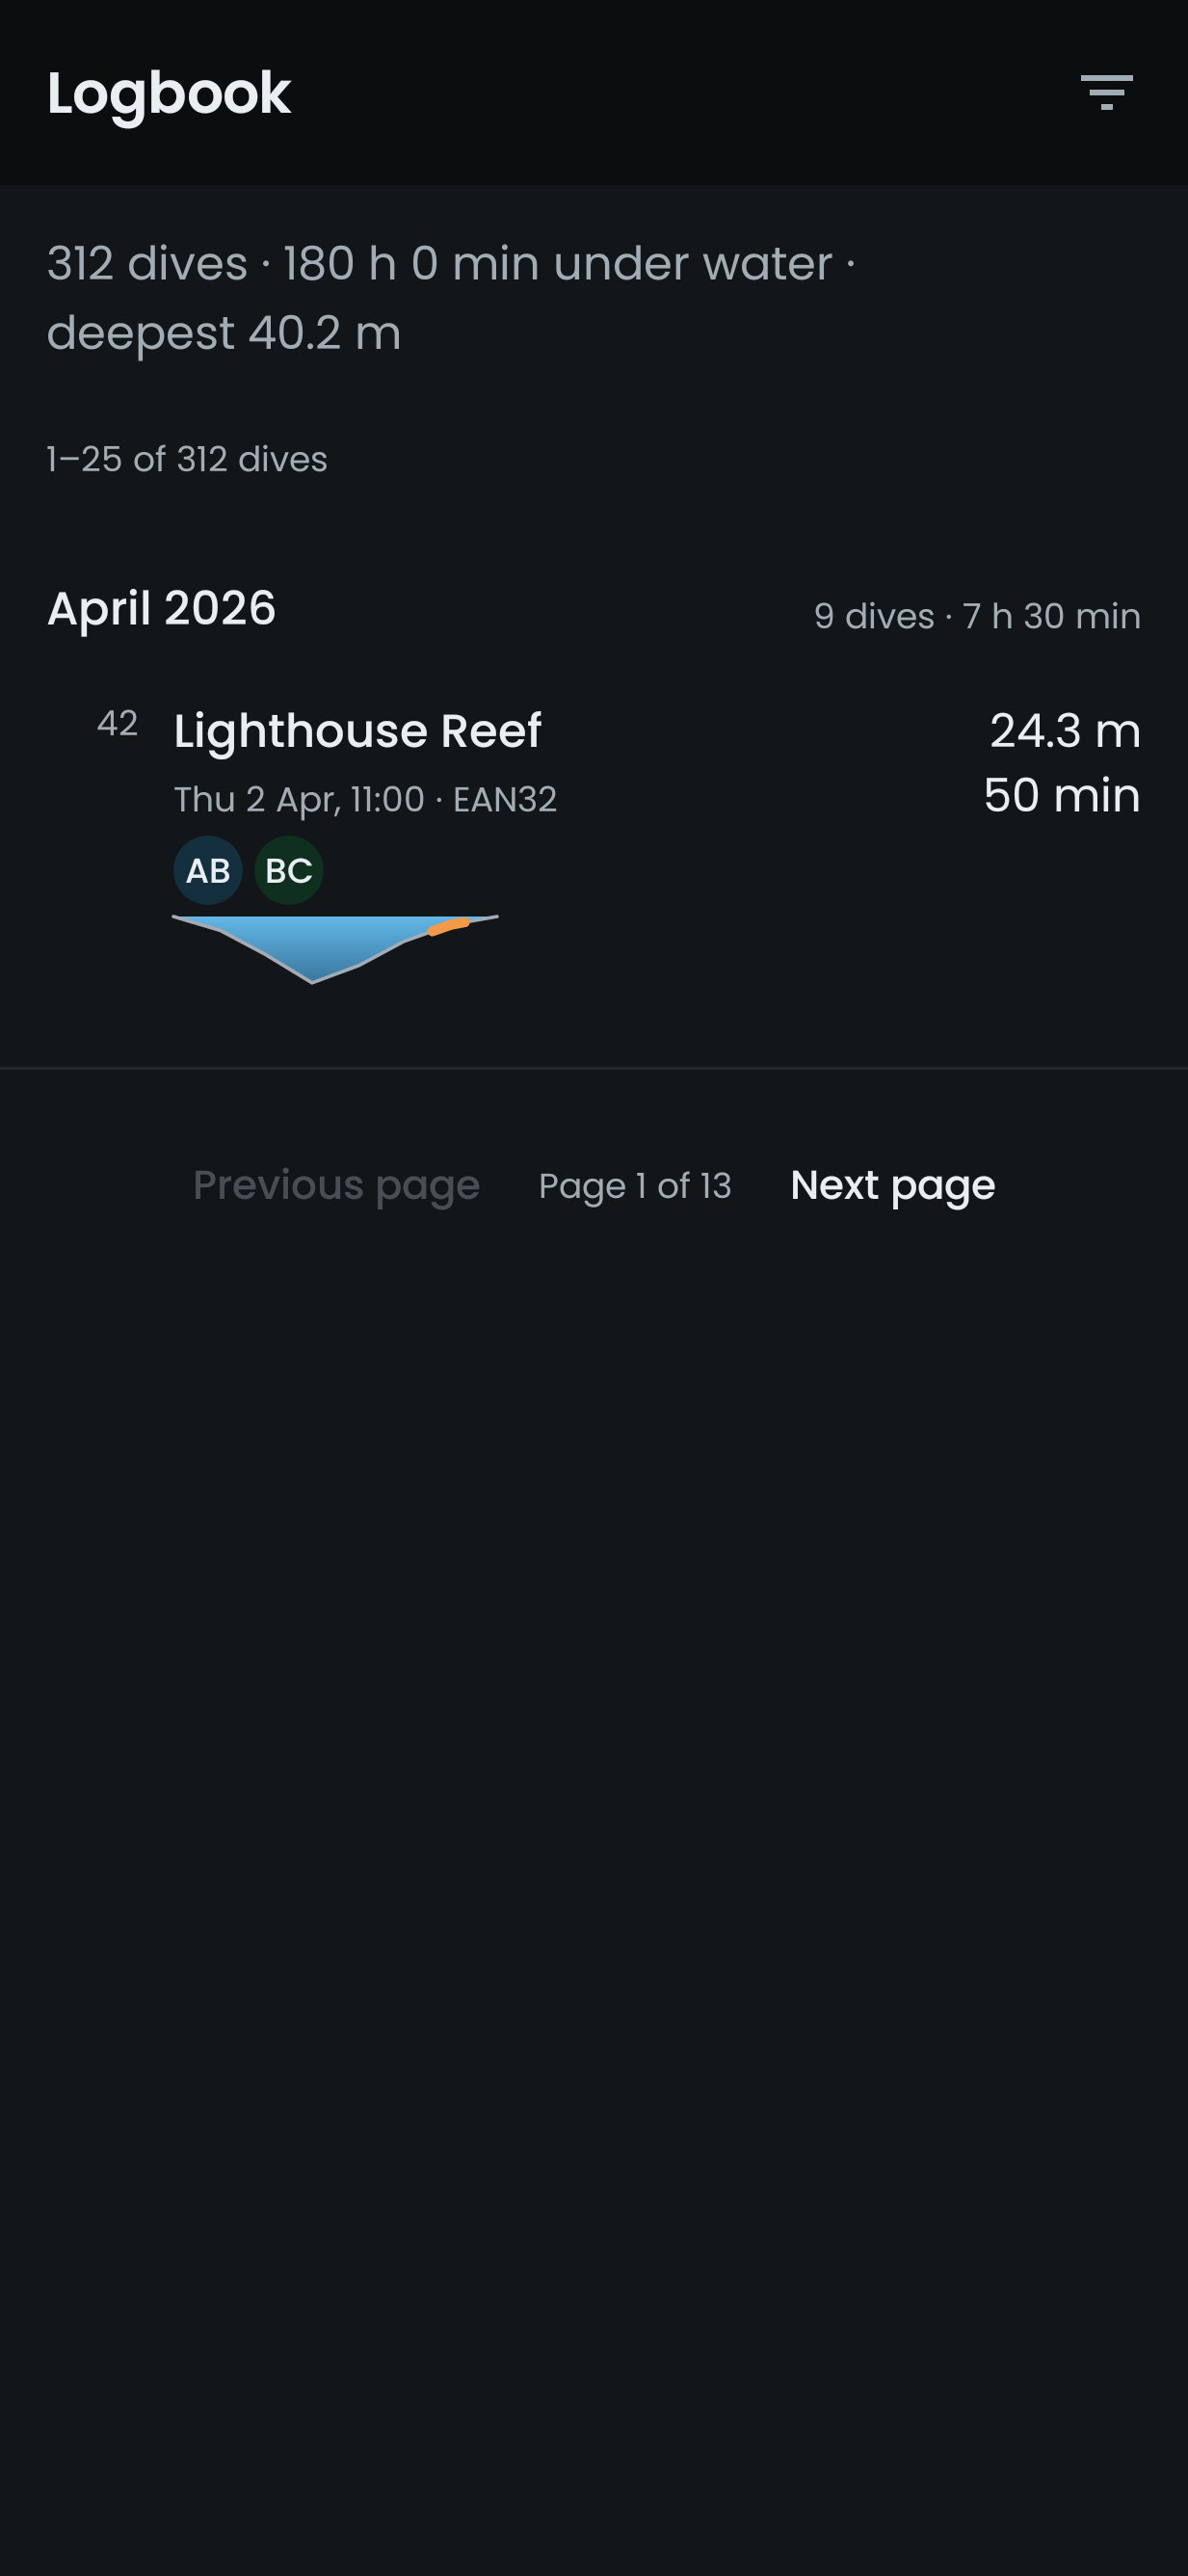 Logbook
312 dives · 180 h 0 min under water ·
deepest 40.2 m
1–25 of 312 dives
April 2026
9 dives · 7 h 30 min
42
Lighthouse Reef
24.3 m
Thu 2 Apr, 11:00 · EAN32
50 min
AB BC
Previous page
Page 1 of 13
Next page